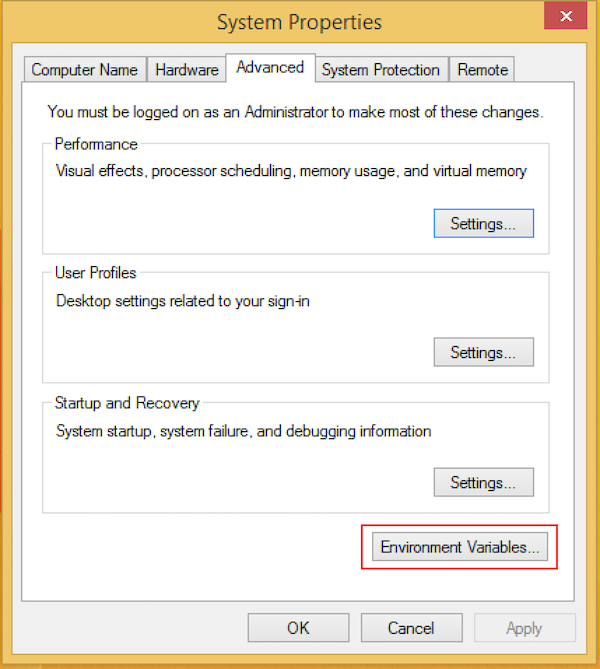 System Properties
Computer Name
Hardware
Advanced
System Protection
Remote
You must be logged on as an Administrator to make most of these changes.
Performance
Visual effects, processor scheduling, memory usage, and virtual memory
Settings...
User Profiles
Desktop settings related to your sign-in
Settings...
Startup and Recovery
System startup, system failure, and debugging information
Settings...
Environment Variables...
OK
Cancel
Apply